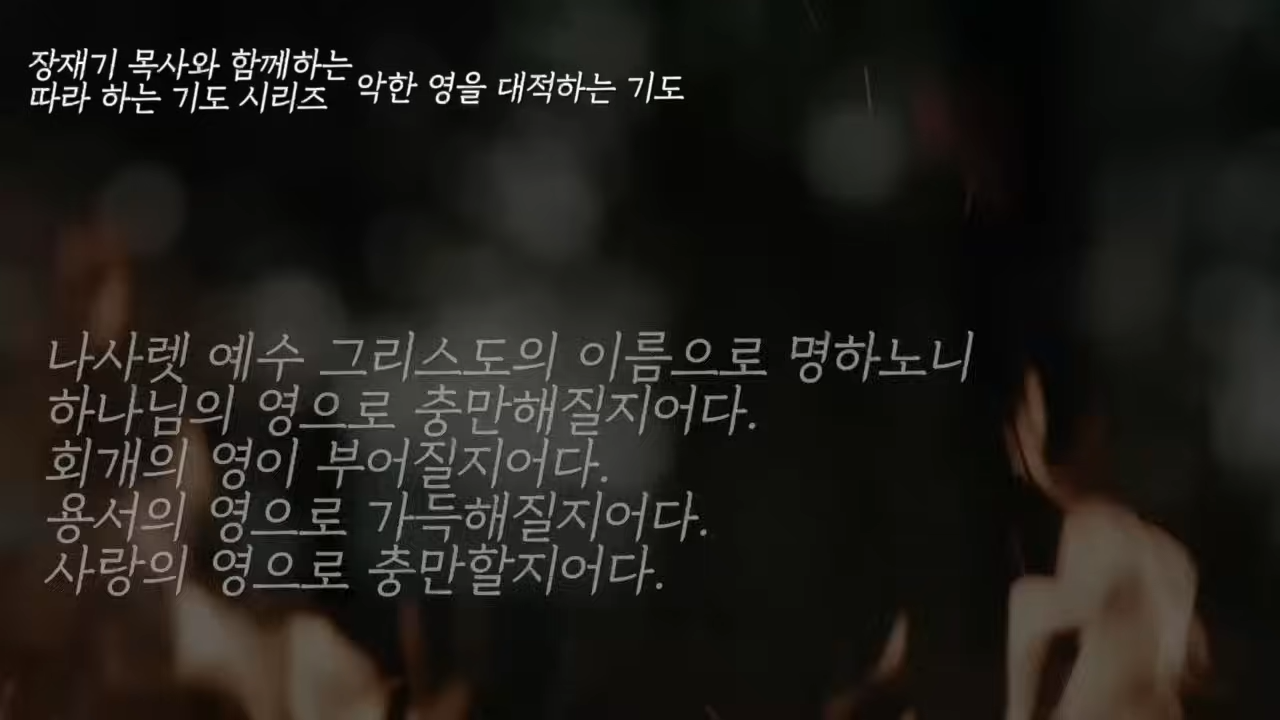 장재기 목사와 함께하는
따라 하는 기도 시리즈
악한 영을 대적하는 기도
나사렛 예수 그리스도의 이름으로 명하노니
하나님의 영으로 충만해질지어다.
회개의 영이 부어질지어다.
용서의 영으로 가득해질지어다.
사랑의 영으로 충만할지어다.